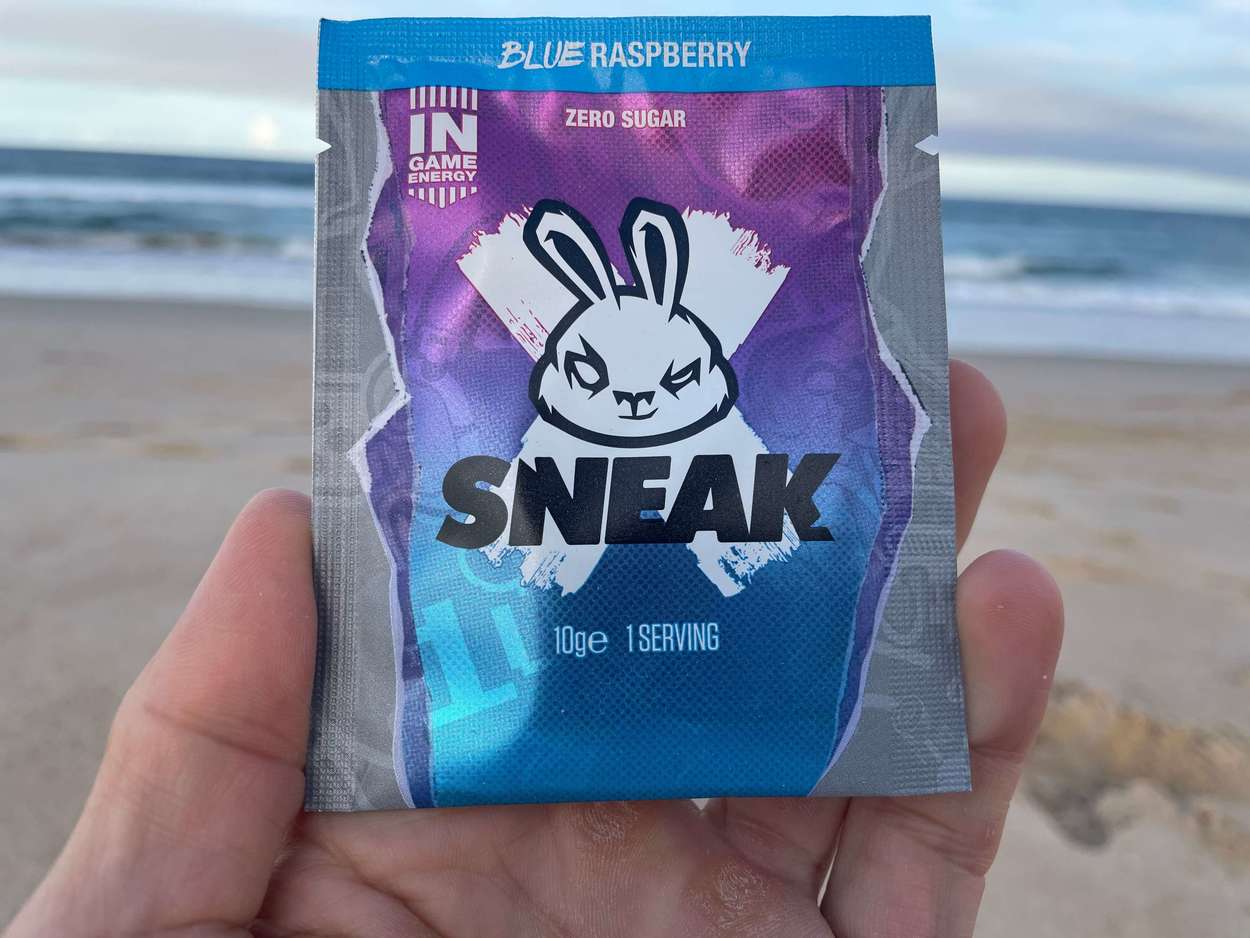 BLUE RASPBERRY
ZERO SUGAR
IN
GAME
ENERGY
SNEAK
10g℮ 1 SERVING